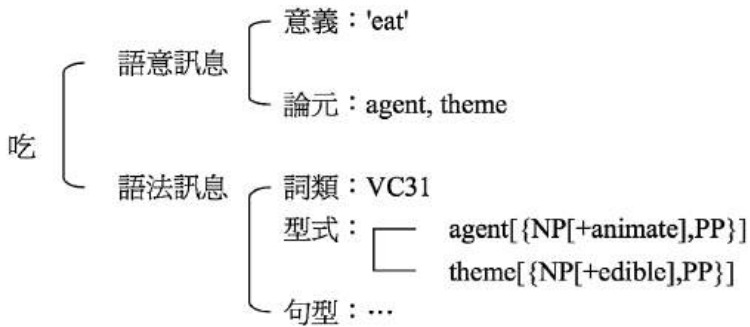 意義：'eat'
語意訊息
論元：agent, theme
吃
語法訊息
詞類：VC31
型式：
agent[{NP[+animate],PP}]
theme[{NP[+edible],PP}]
句型：…